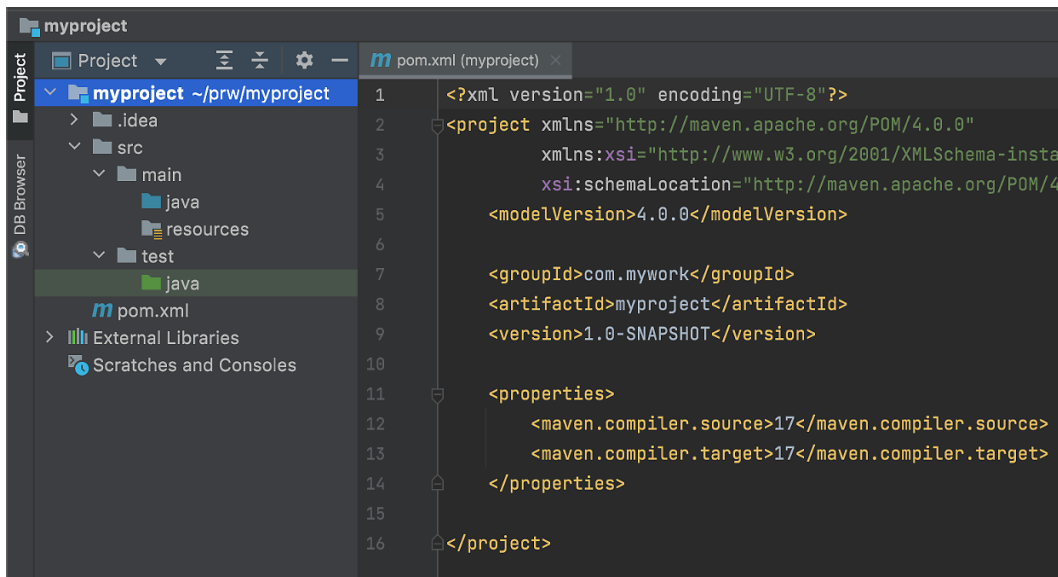 myproject
Project
pom.xml (myproject)
Project
DB Browser
myproject ~/prw/myproject
.idea
src
main
java
resources
test
java
pom.xml
External Libraries
Scratches and Consoles
1 <?xml version="1.0" encoding="UTF-8"?>
2 <project xmlns="http://maven.apache.org/POM/4.0.0"
3 xmlns:xsi="http://www.w3.org/2001/XMLSchema-insta
4 xsi:schemaLocation="http://maven.apache.org/POM/4
5 <modelVersion>4.0.0</modelVersion>
6
7 <groupId>com.mywork</groupId>
8 <artifactId>myproject</artifactId>
9 <version>1.0-SNAPSHOT</version>
10
11 <properties>
12 <maven.compiler.source>17</maven.compiler.source>
13 <maven.compiler.target>17</maven.compiler.target>
14 </properties>
15
16 </project>